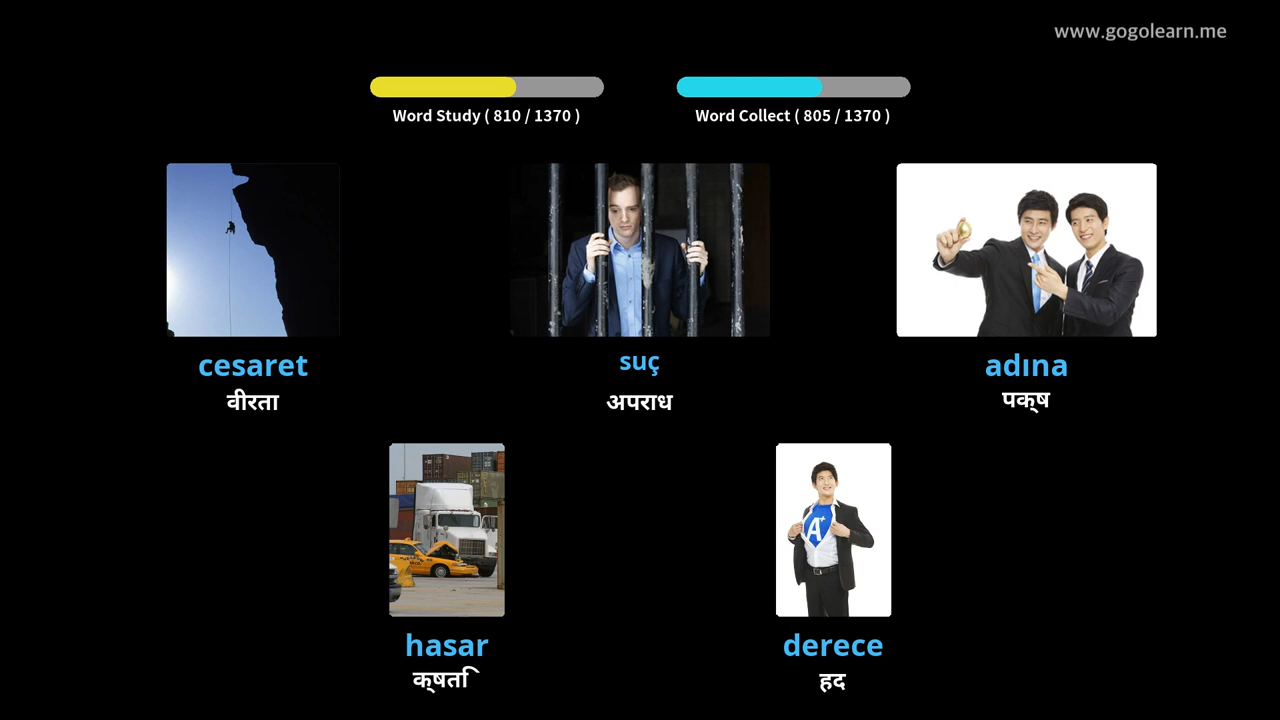 www.gogolearn.me
Word Study ( 810 / 1370 )
Word Collect ( 805 / 1370 )
cesaret
वीरता
suç
अपराध
adına
पक्ष
A+
hasar
क्षति
derece
हद